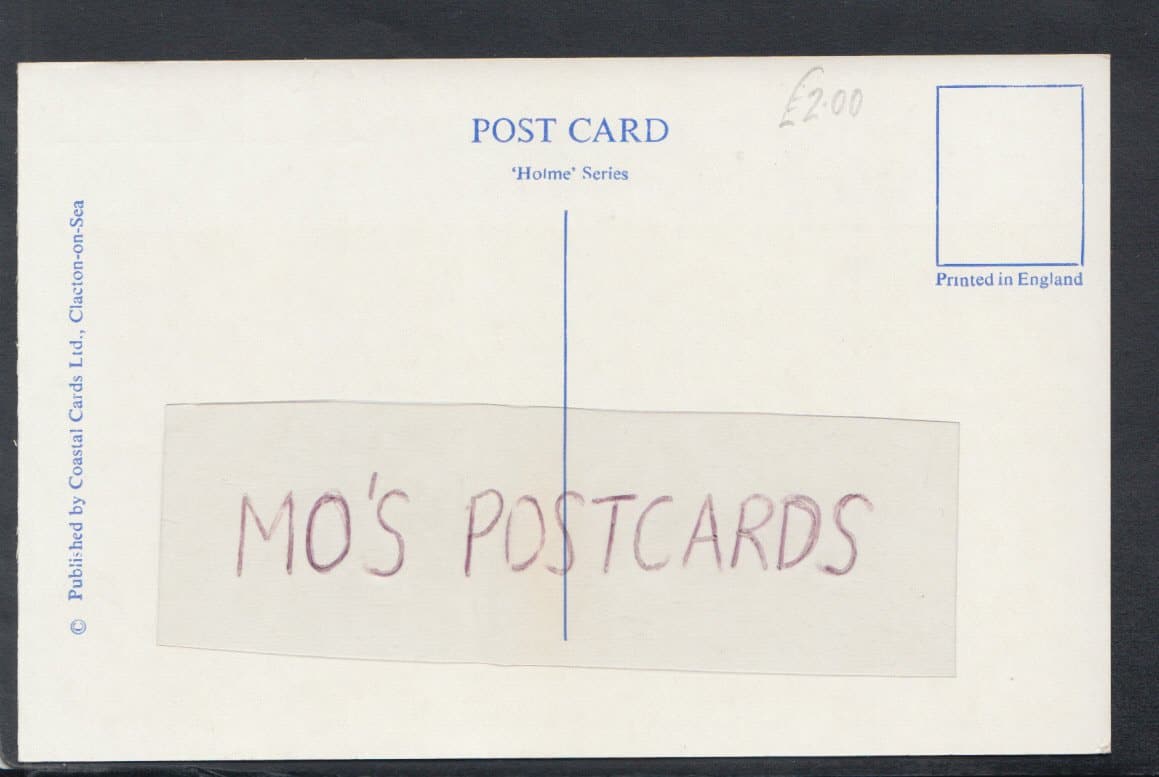 £2.00
POST CARD
‘Holme’ Series
Printed in England
© Published by Coastal Cards Ltd., Clacton-on-Sea
MO'S POSTCARDS